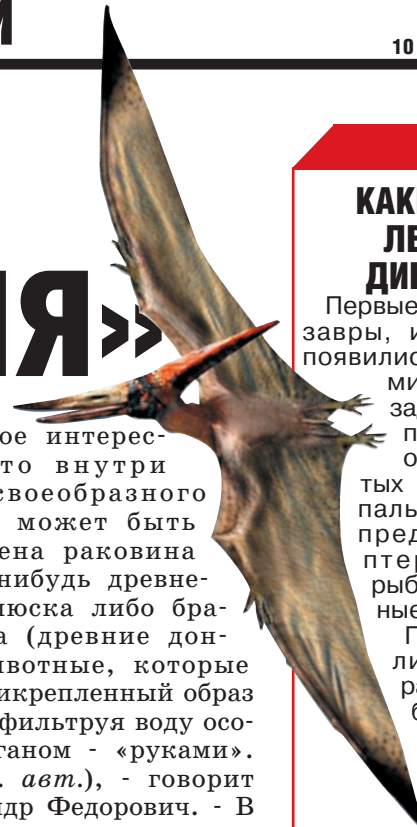 И
10
ИЯ»
ое интерес-
то внутри
своеобразного
может быть
ена раковина
нибудь древне-
люска либо бра-
а (древние дон-
ивотные, которые
икрепленный образ
фильтруя воду осо-
ганом - «руками».
. авт.), - говорит
ндр Федорович. - В
КАК
ЛЕ
ДИ
Первые
завры, и
появилис
ми
за
п
о
тых
паль
пред
птер
рыб
ные
П
ли
ра
б